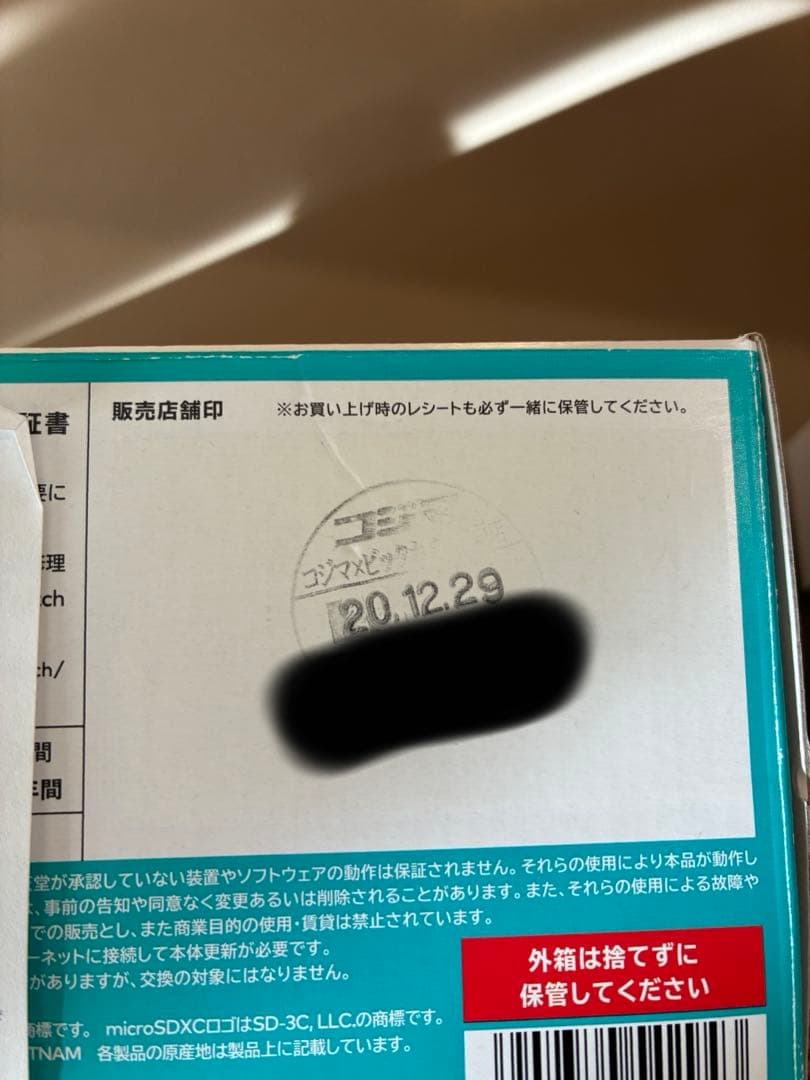 証書
販売店舗印
※お買い上げ時のレシートも必ず一緒に保管してください。
要に
修理
ch
ch/
間
年間
コジマ
コジマ×ビック
20.12.29
堂が承認していない装置やソフトウェアの動作は保証されません。それらの使用により本品が動作し
、事前の告知や同意なく変更あるいは削除されることがあります。また、それらの使用による故障や
での販売とし、また商業目的の使用・賃貸は禁止されています。
ーネットに接続して本体更新が必要です。
がありますが、交換の対象にはなりません。
外箱は捨てずに
保管してください
商標です。 microSDXCロゴはSD-3C, LLC.の商標です。
TNAM 各製品の原産地は製品上に記載しています。